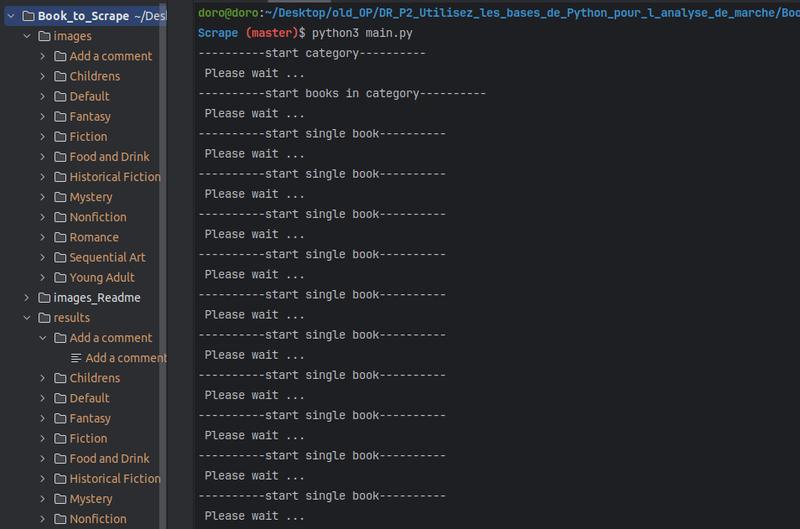 Book_to_Scrape ~/Des
images
Add a comment
Childrens
Default
Fantasy
Fiction
Food and Drink
Historical Fiction
Mystery
Nonfiction
Romance
Sequential Art
Young Adult
images_Readme
results
Add a comment
Add a comment
Childrens
Default
Fantasy
Fiction
Food and Drink
Historical Fiction
Mystery
Nonfiction
doro@doro:~/Desktop/old_OP/DR_P2_Utilisez_les_bases_de_Python_pour_l_analyse_de_marche/Boo
Scrape (master)$ python3 main.py
----------start category----------
Please wait ...
----------start books in category----------
Please wait ...
----------start single book----------
Please wait ...
----------start single book----------
Please wait ...
----------start single book----------
Please wait ...
----------start single book----------
Please wait ...
----------start single book----------
Please wait ...
----------start single book----------
Please wait ...
----------start single book----------
Please wait ...
----------start single book----------
Please wait ...
----------start single book----------
Please wait ...
----------start single book----------
Please wait ...